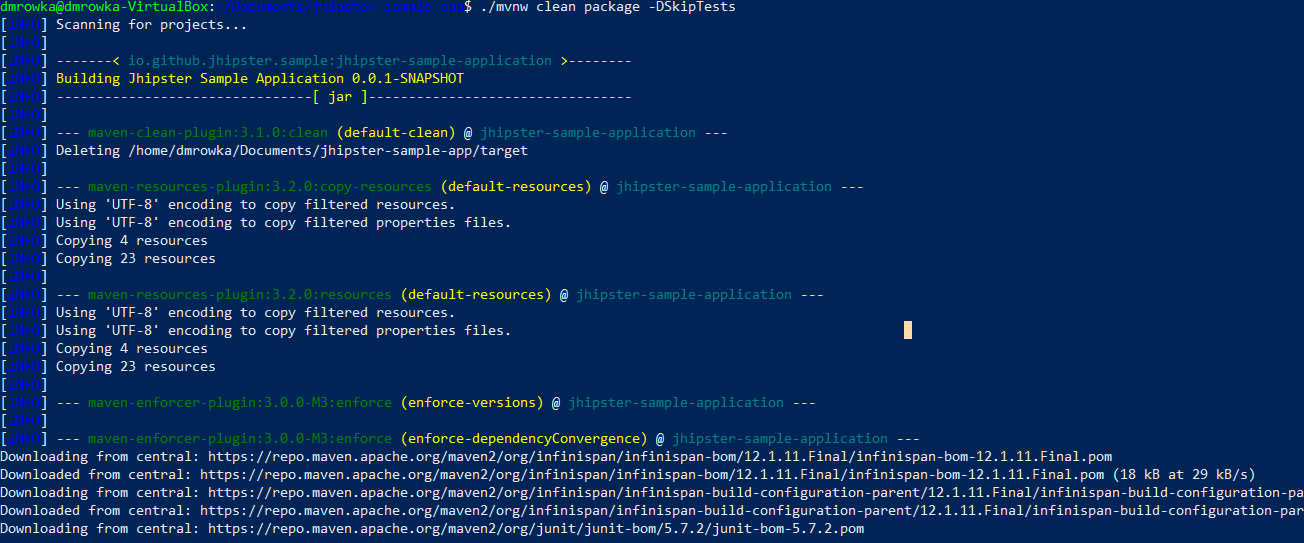 dmrowka@dmrowka-VirtualBox:~/Documents/jhipster-sample-app$ ./mvnw clean package -DSkipTests
[INFO] Scanning for projects...
[INFO]
[INFO] -------< io.github.jhipster.sample:jhipster-sample-application >--------
[INFO] Building Jhipster Sample Application 0.0.1-SNAPSHOT
[INFO] --------------------------------[ jar ]---------------------------------
[INFO]
[INFO] --- maven-clean-plugin:3.1.0:clean (default-clean) @ jhipster-sample-application ---
[INFO] Deleting /home/dmrowka/Documents/jhipster-sample-app/target
[INFO]
[INFO] --- maven-resources-plugin:3.2.0:copy-resources (default-resources) @ jhipster-sample-application ---
[INFO] Using 'UTF-8' encoding to copy filtered resources.
[INFO] Using 'UTF-8' encoding to copy filtered properties files.
[INFO] Copying 4 resources
[INFO] Copying 23 resources
[INFO]
[INFO] --- maven-resources-plugin:3.2.0:resources (default-resources) @ jhipster-sample-application ---
[INFO] Using 'UTF-8' encoding to copy filtered resources.
[INFO] Using 'UTF-8' encoding to copy filtered properties files.
[INFO] Copying 4 resources
[INFO] Copying 23 resources
[INFO]
[INFO] --- maven-enforcer-plugin:3.0.0-M3:enforce (enforce-versions) @ jhipster-sample-application ---
[INFO]
[INFO] --- maven-enforcer-plugin:3.0.0-M3:enforce (enforce-dependencyConvergence) @ jhipster-sample-application ---
Downloading from central: https://repo.maven.apache.org/maven2/org/infinispan/infinispan-bom/12.1.11.Final/infinispan-bom-12.1.11.Final.pom
Downloaded from central: https://repo.maven.apache.org/maven2/org/infinispan/infinispan-bom/12.1.11.Final/infinispan-bom-12.1.11.Final.pom (18 kB at 29 kB/s)
Downloading from central: https://repo.maven.apache.org/maven2/org/infinispan/infinispan-build-configuration-parent/12.1.11.Final/infinispan-build-configuration-pa
Downloaded from central: https://repo.maven.apache.org/maven2/org/infinispan/infinispan-build-configuration-parent/12.1.11.Final/infinispan-build-configuration-par
Downloading from central: https://repo.maven.apache.org/maven2/org/junit/junit-bom/5.7.2/junit-bom-5.7.2.pom